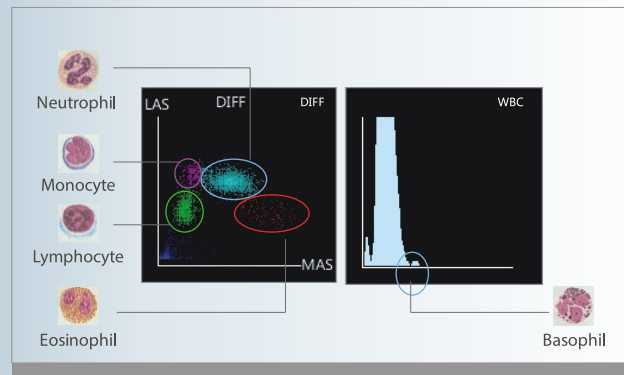 Neutrophil
Monocyte
Lymphocyte
Eosinophil
LAS
DIFF
DIFF
MAS
WBC
Basophil